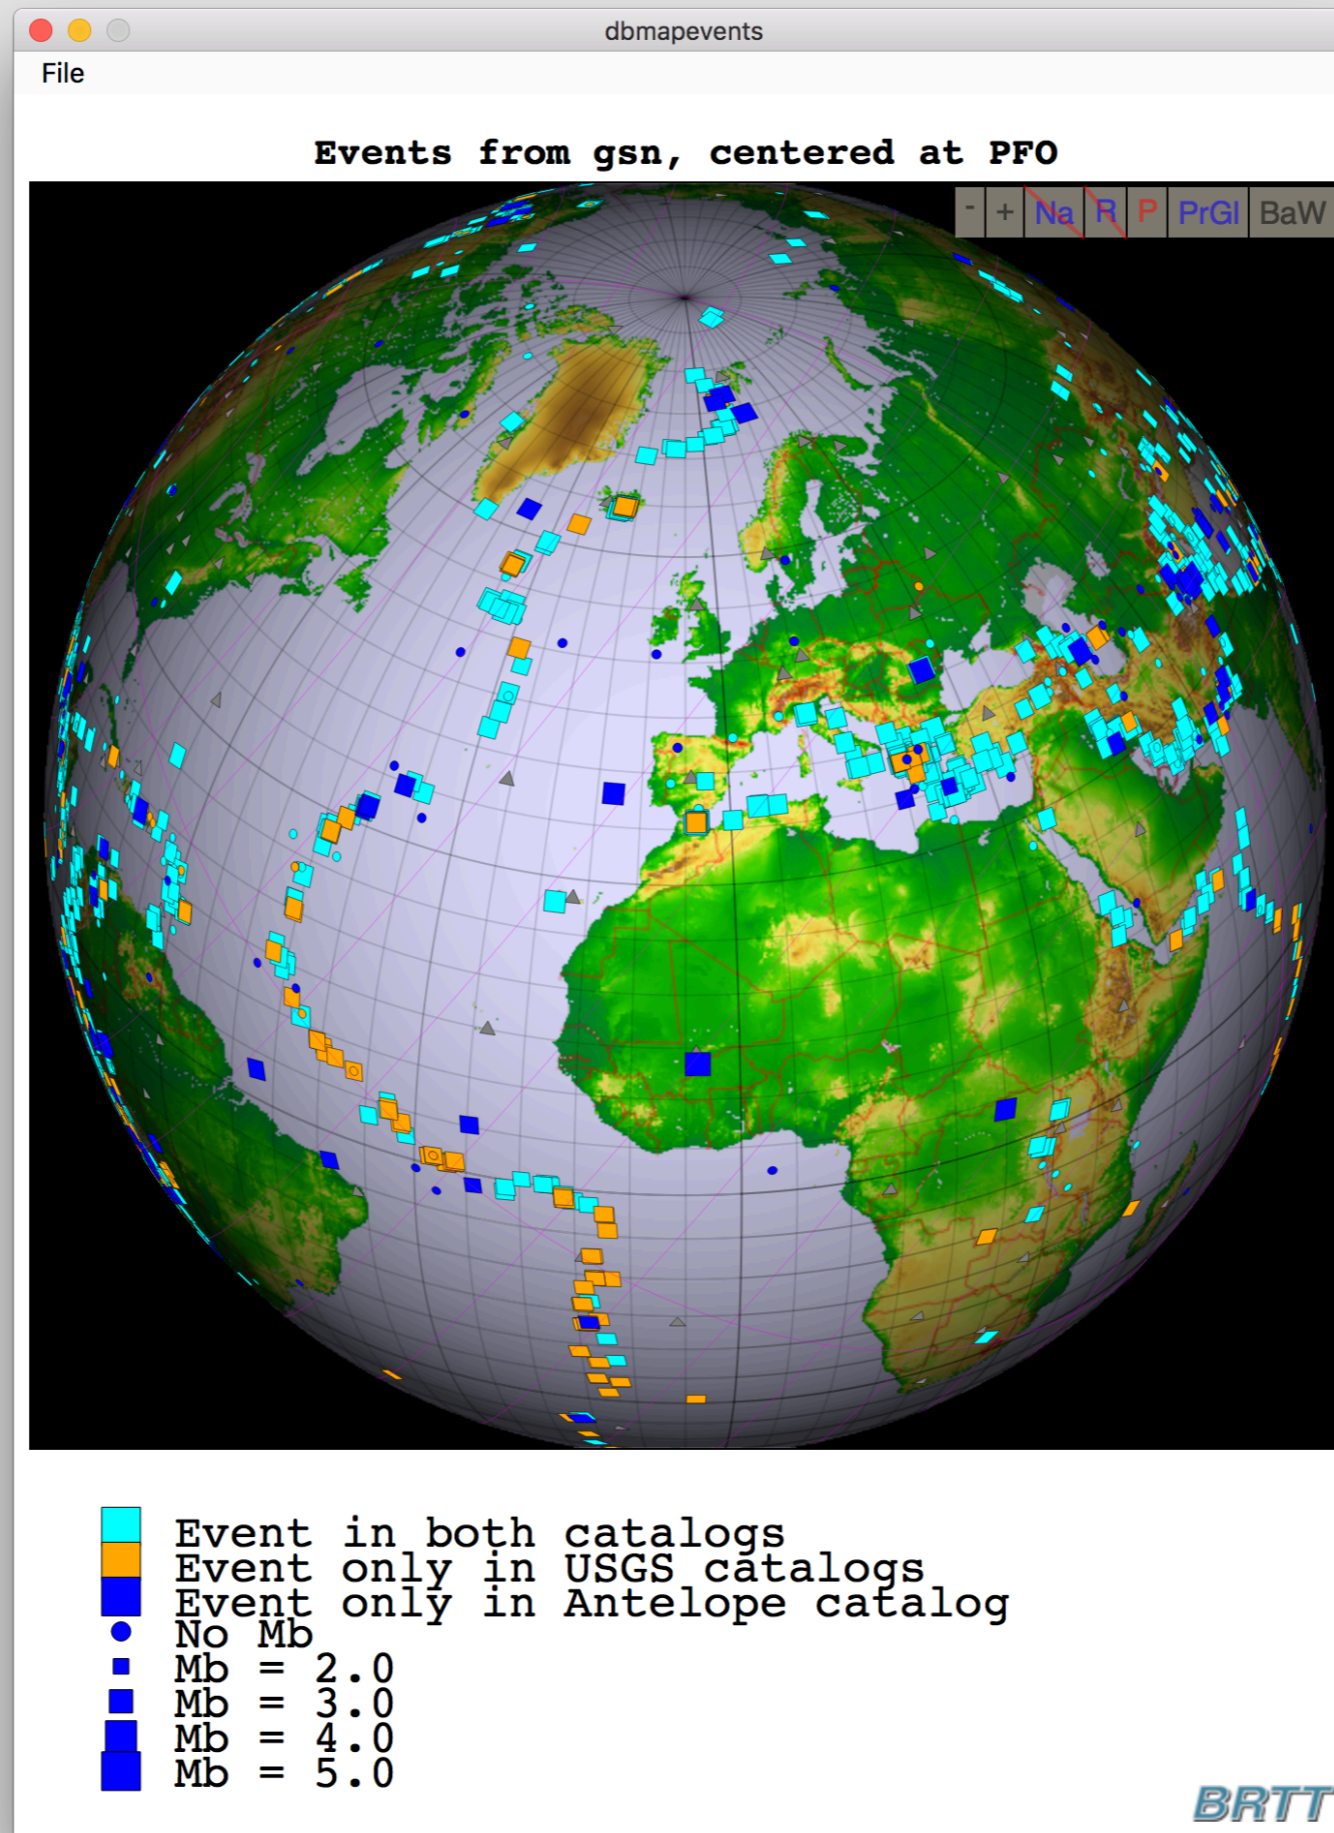 dbmapevents
File
Events from gsn, centered at PFO
- + Na R P PrGl BaW
Event in both catalogs
Event only in USGS catalogs
Event only in Antelope catalog
No Mb
Mb = 2.0
Mb = 3.0
Mb = 4.0
Mb = 5.0
BRTT